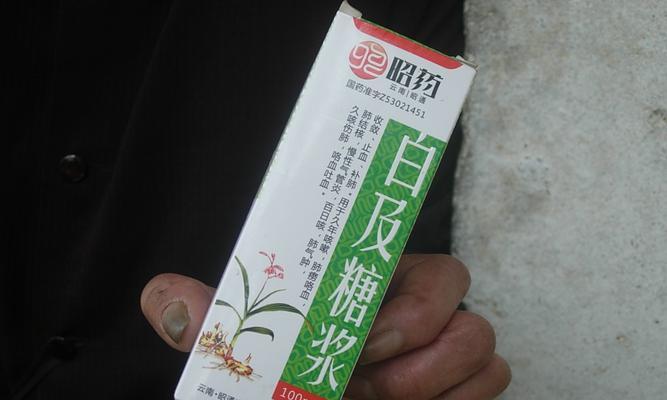 昭药
云南|昭通
国药准字Z53021451
白及糖浆
收敛、止血、补肺。用于久年咳嗽，肺痨咯血，
肺结核，慢性气管炎，百日咳，肺气肿，
久咳伤肺，咯血吐血。
云南·昭通
100